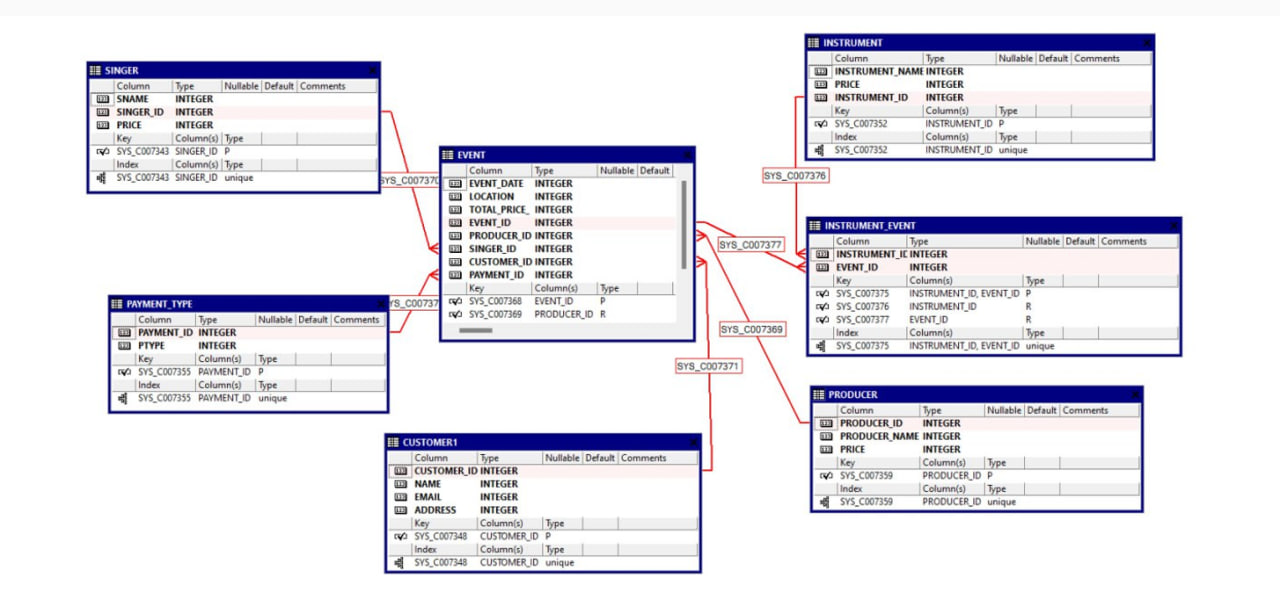 SINGER
Column Type Nullable Default Comments
SNAME INTEGER
SINGER_ID INTEGER
PRICE INTEGER
Key Column(s) Type
SYS_C007343 SINGER_ID P
Index Column(s) Type
SYS_C007343 SINGER_ID unique
SYS_C007370
PAYMENT_TYPE
Column Type Nullable Default Comments
PAYMENT_ID INTEGER
PTYPE INTEGER
Key Column(s) Type
SYS_C007355 PAYMENT_ID P
Index Column(s) Type
SYS_C007355 PAYMENT_ID unique
YS_C00737
EVENT
Column Type Nullable Default
EVENT_DATE INTEGER
LOCATION INTEGER
TOTAL_PRICE_ INTEGER
EVENT_ID INTEGER
PRODUCER_ID INTEGER
SINGER_ID INTEGER
CUSTOMER_ID INTEGER
PAYMENT_ID INTEGER
Key Column(s) Type
SYS_C007368 EVENT_ID P
SYS_C007369 PRODUCER_ID R
CUSTOMER1
Column Type Nullable Default Comments
CUSTOMER_ID INTEGER
NAME INTEGER
EMAIL INTEGER
ADDRESS INTEGER
Key Column(s) Type
SYS_C007348 CUSTOMER_ID P
Index Column(s) Type
SYS_C007348 CUSTOMER_ID unique
SYS_C007371
SYS_C007369
SYS_C007377
SYS_C007376
INSTRUMENT
Column Type Nullable Default Comments
INSTRUMENT_NAME INTEGER
PRICE INTEGER
INSTRUMENT_ID INTEGER
Key Column(s) Type
SYS_C007352 INSTRUMENT_ID P
Index Column(s) Type
SYS_C007352 INSTRUMENT_ID unique
INSTRUMENT_EVENT
Column Type Nullable Default Comments
INSTRUMENT_IC INTEGER
EVENT_ID INTEGER
Key Column(s) Type
SYS_C007375 INSTRUMENT_ID, EVENT_ID P
SYS_C007376 INSTRUMENT_ID R
SYS_C007377 EVENT_ID R
Index Column(s) Type
SYS_C007375 INSTRUMENT_ID, EVENT_ID unique
PRODUCER
Column Type Nullable Default Comments
PRODUCER_ID INTEGER
PRODUCER_NAME INTEGER
PRICE INTEGER
Key Column(s) Type
SYS_C007359 PRODUCER_ID P
Index Column(s) Type
SYS_C007359 PRODUCER_ID unique